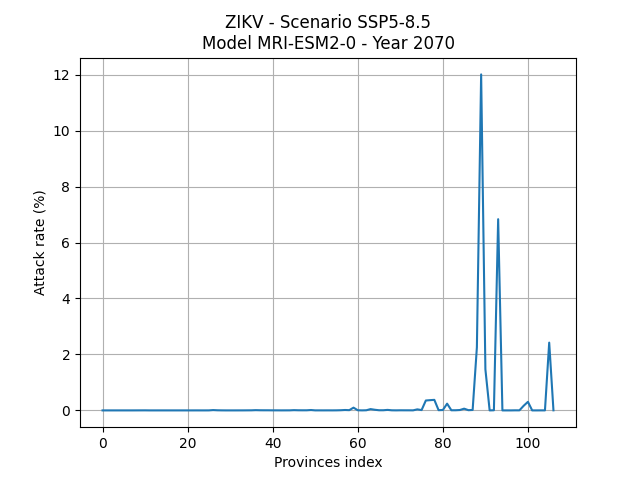 ZIKV - Scenario SSP5-8.5
Model MRI-ESM2-0 - Year 2070
Attack rate (%)
12
10
8
6
4
2
0
0 20 40 60 80 100
Provinces index